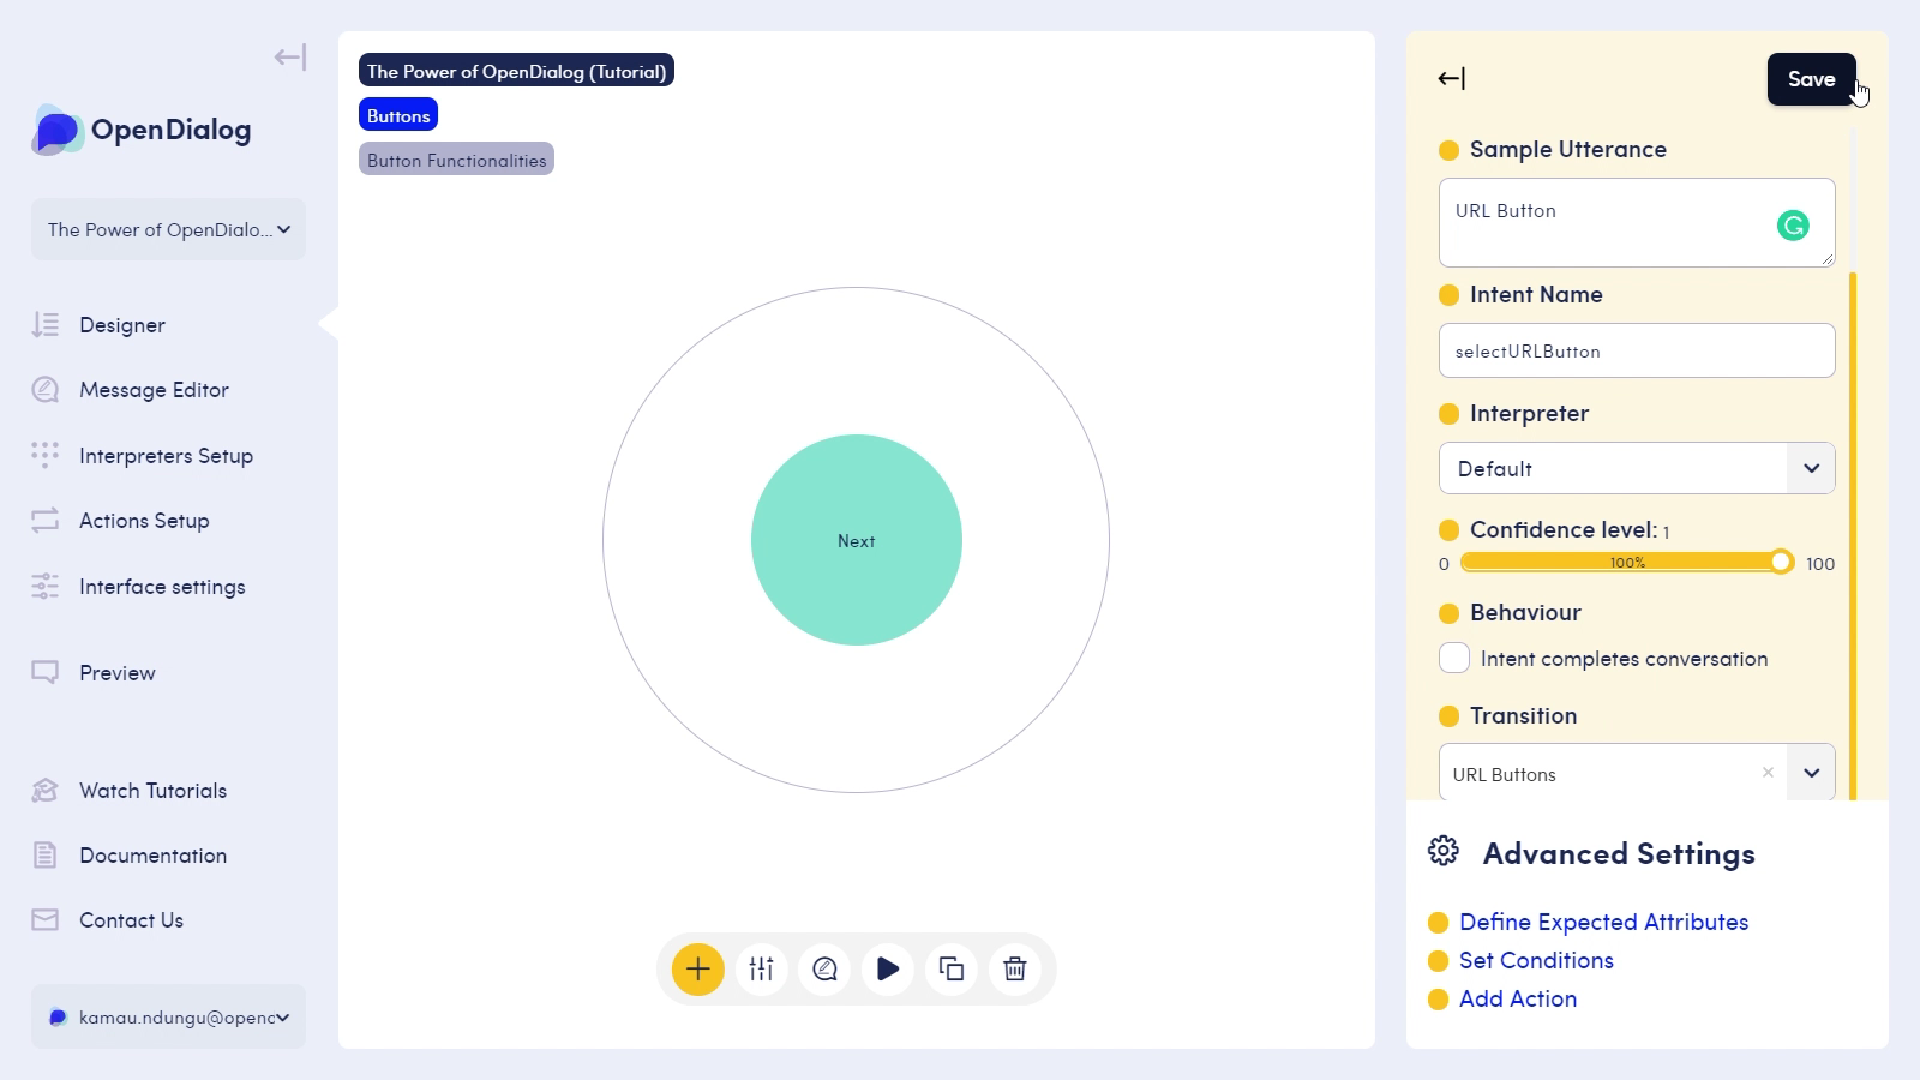 OpenDialog
The Power of OpenDialo...
Designer
Message Editor
Interpreters Setup
Actions Setup
Interface settings
Preview
Watch Tutorials
Documentation
Contact Us
kamau.ndungu@openc
The Power of OpenDialog (Tutorial)
Buttons
Button Functionalities
Next
Save
Sample Utterance
URL Button
G
Intent Name
selectURLButton
Interpreter
Default
Confidence level: 1
0 100% 100
Behaviour
Intent completes conversation
Transition
URL Buttons
Advanced Settings
Define Expected Attributes
Set Conditions
Add Action